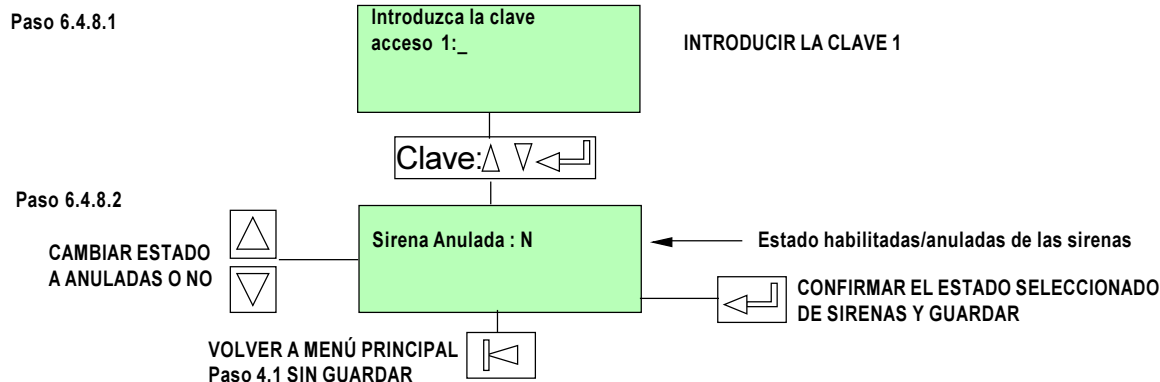 Paso 6.4.8.1
Introduzca la clave
acceso 1:_
INTRODUCIR LA CLAVE 1
Clave:
Paso 6.4.8.2
CAMBIAR ESTADO
A ANULADAS O NO
Sirena Anulada : N
Estado habilitadas/anuladas de las sirenas
CONFIRMAR EL ESTADO SELECCIONADO
DE SIRENAS Y GUARDAR
VOLVER A MENÚ PRINCIPAL
Paso 4.1 SIN GUARDAR